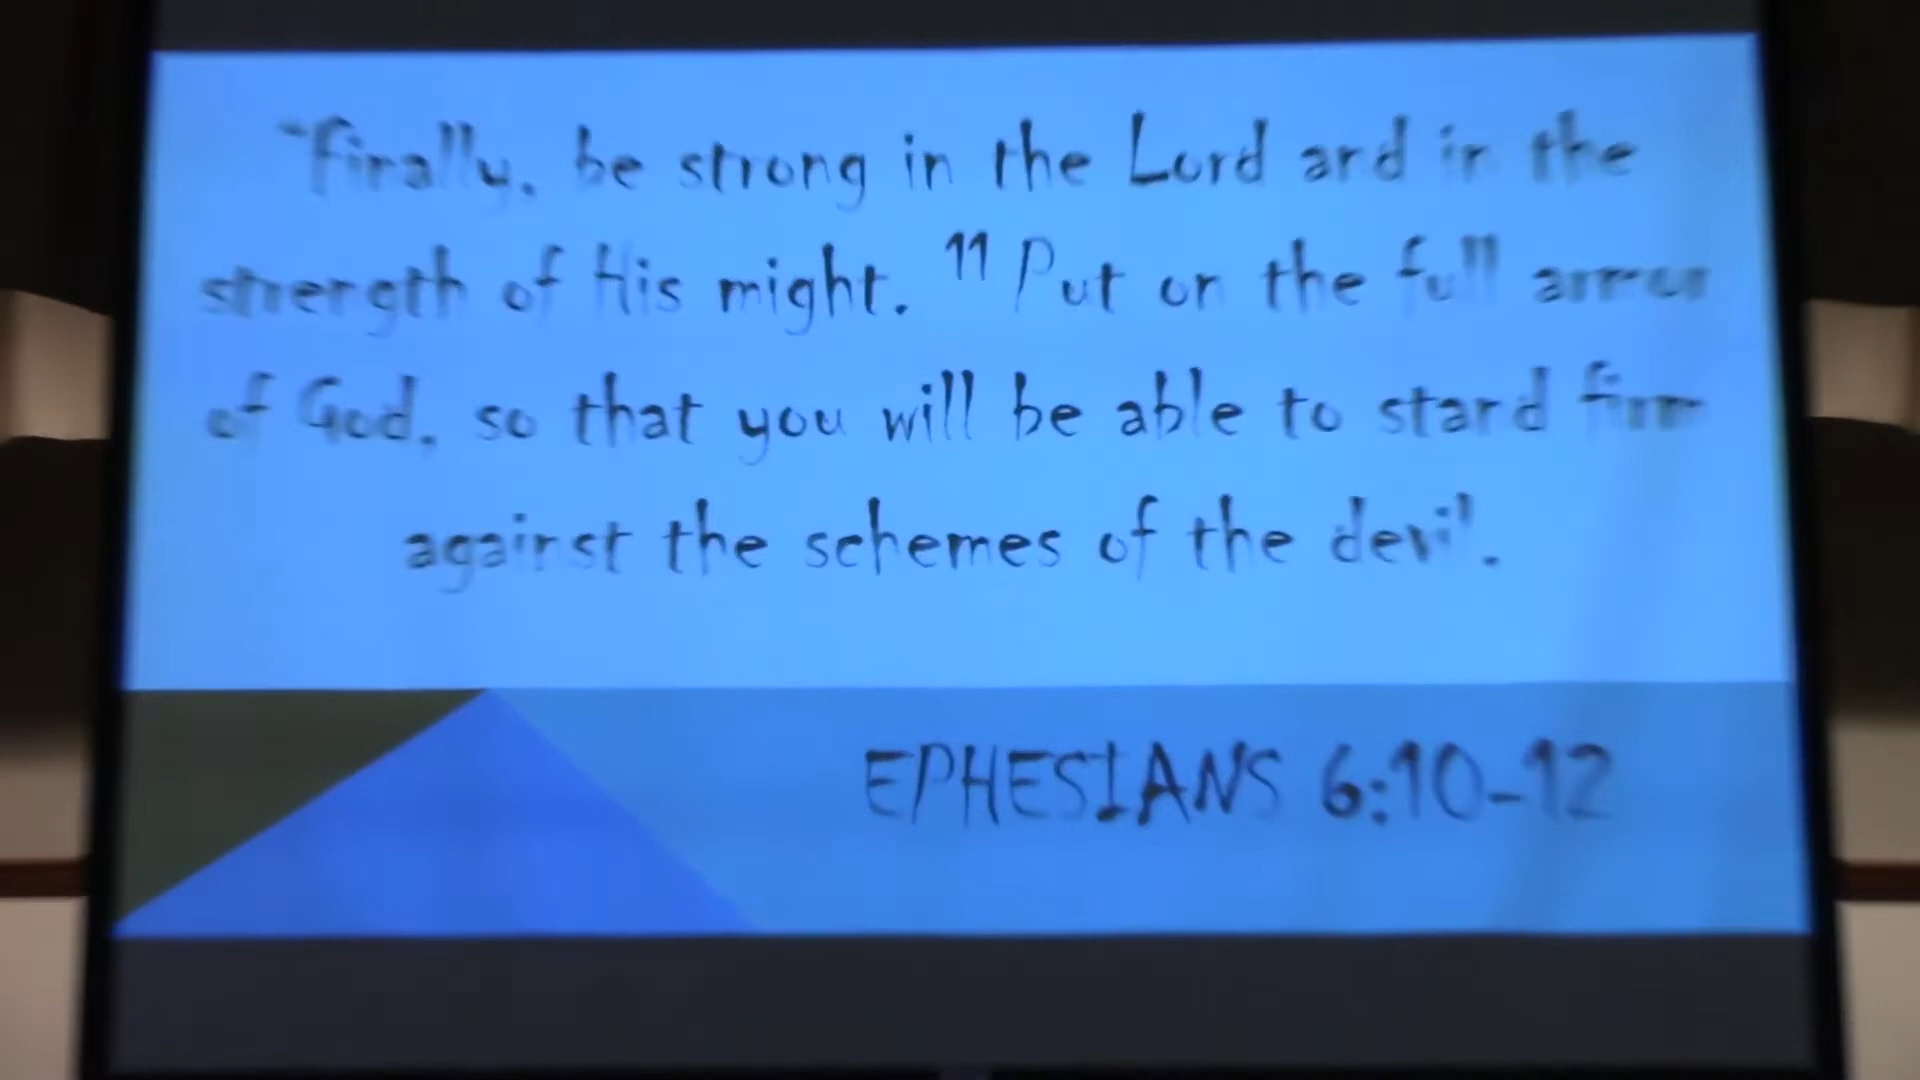 "Finally, be strong in the Lord and in the
strength of His might. 11 Put on the full armor
of God, so that you will be able to stand firm
against the schemes of the devil.
EPHESIANS 6:10-12